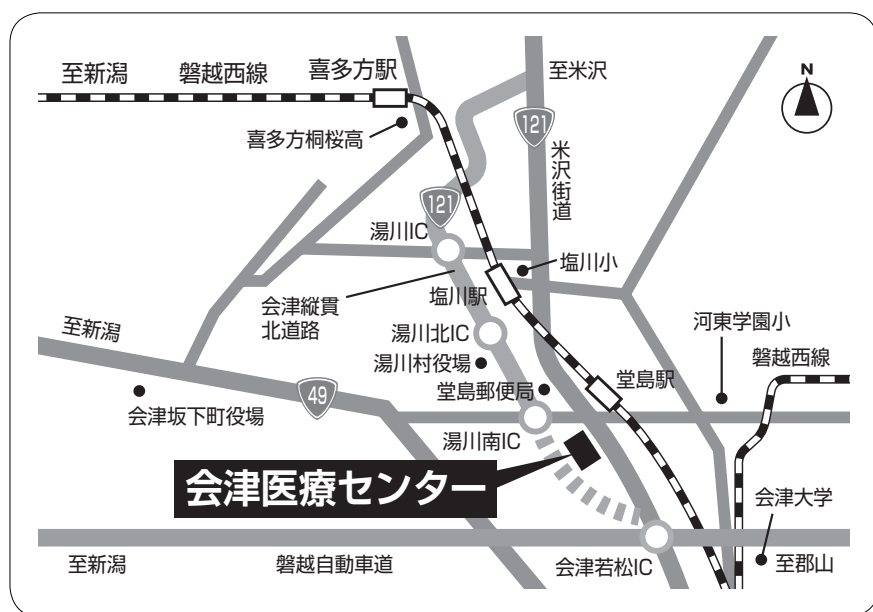 喜多方駅
至新潟
磐越西線
至米沢
N
喜多方桐桜高
121
米沢街道
121
湯川IC
塩川小
塩川駅
会津縦貫
北道路
至新潟
湯川北IC
河東学園小
湯川村役場
堂島駅
磐越西線
堂島郵便局
49
会津坂下町役場
湯川南IC
会津医療センター
会津大学
至新潟
磐越自動車道
会津若松IC
至郡山